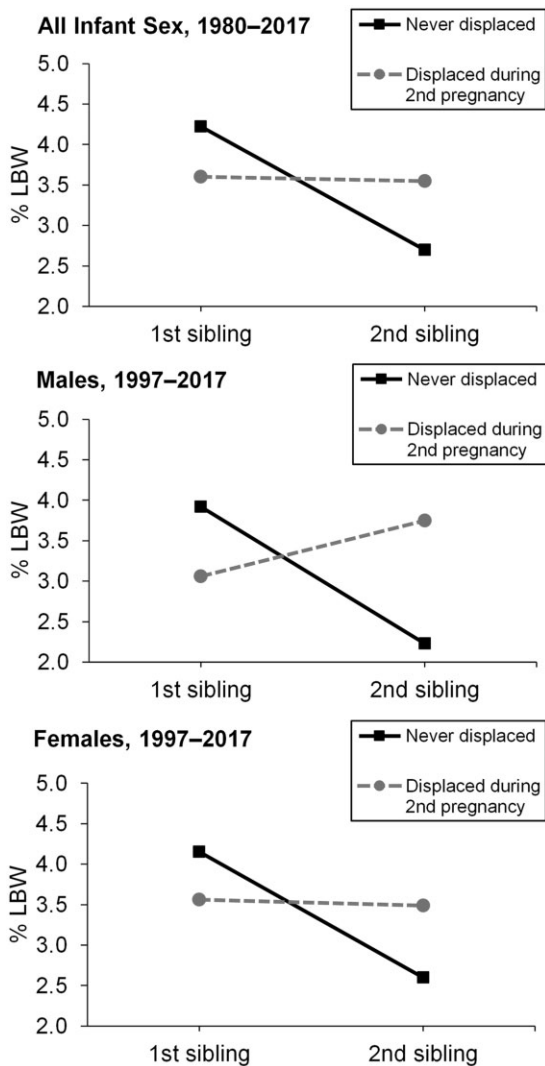 All Infant Sex, 1980–2017
Never displaced
Displaced during
2nd pregnancy
% LBW
5.0
4.5
4.0
3.5
3.0
2.5
2.0
1st sibling 2nd sibling
Males, 1997–2017
Never displaced
Displaced during
2nd pregnancy
% LBW
5.0
4.5
4.0
3.5
3.0
2.5
2.0
1st sibling 2nd sibling
Females, 1997–2017
Never displaced
Displaced during
2nd pregnancy
% LBW
5.0
4.5
4.0
3.5
3.0
2.5
2.0
1st sibling 2nd sibling